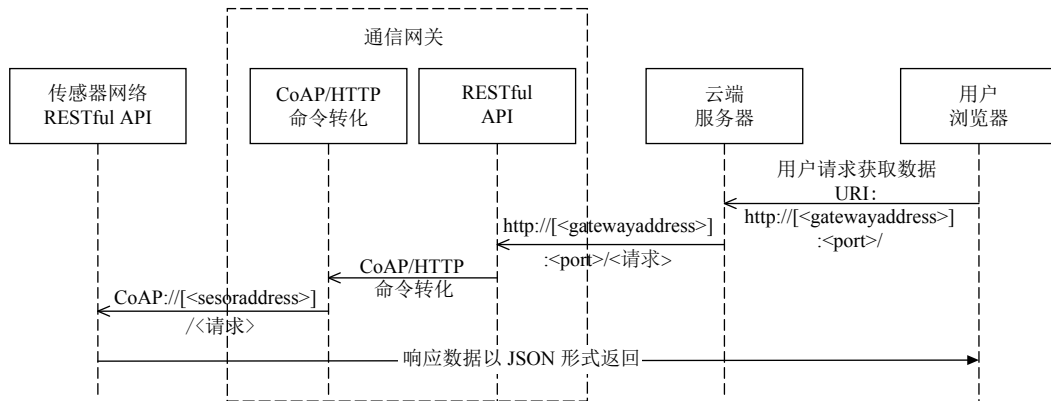 通信网关
传感器网络
RESTful API
CoAP/HTTP
命令转化
RESTful
API
云端
服务器
用户
浏览器
用户请求获取数据
URI:
http://[<gatewayaddress>]
:<port>/
http://[<gatewayaddress>]
:<port>/<请求>
CoAP/HTTP
命令转化
CoAP://[<sesoraddress>]
/<请求>
响应数据以 JSON 形式返回